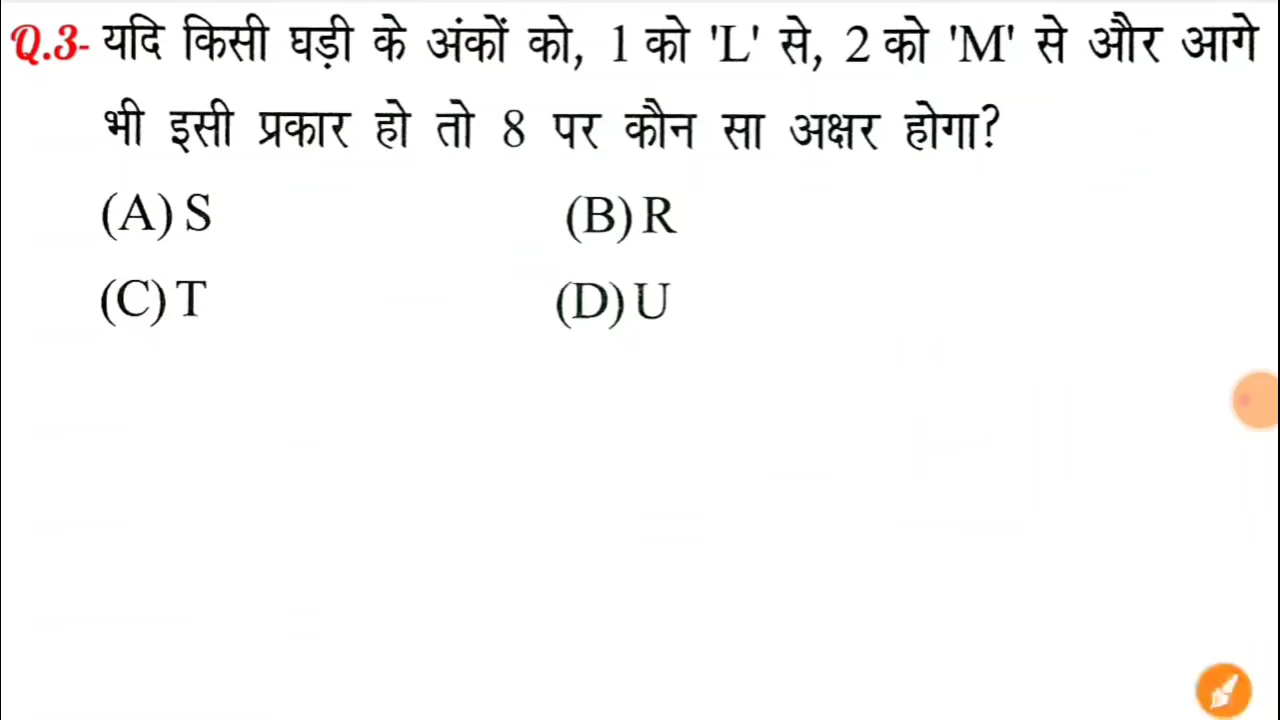 Q.3- यदि किसी घड़ी के अंकों को, 1 को 'L' से, 2 को 'M' से और आगे
भी इसी प्रकार हो तो 8 पर कौन सा अक्षर होगा?
(A) S (B) R
(C) T (D) U